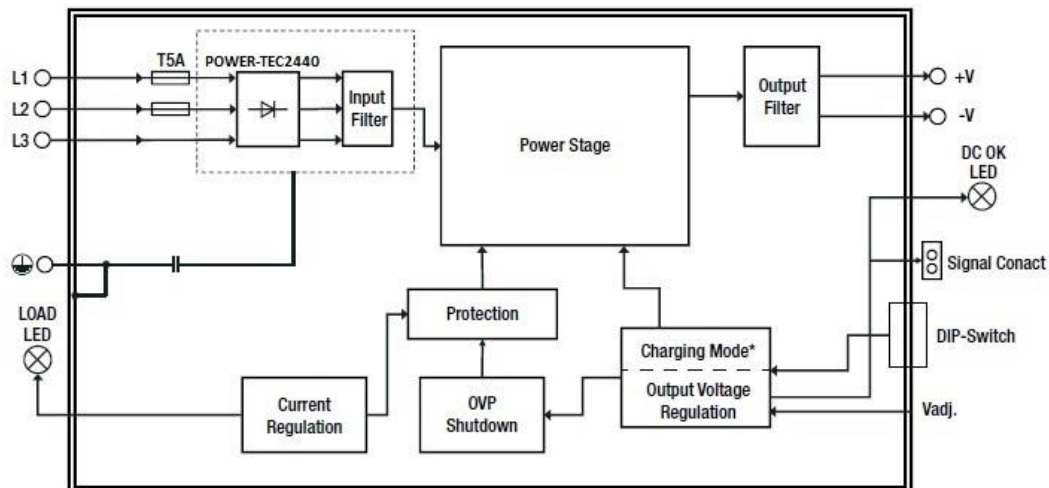 T5A
POWER-TEC2440
L1
L2
L3
Input
Filter
Power Stage
Output
Filter
+V
-V
DC OK
LED
Signal Conact
LOAD
LED
Protection
Charging Mode*
Output Voltage
Regulation
DIP-Switch
Current
Regulation
OVP
Shutdown
Vadj.